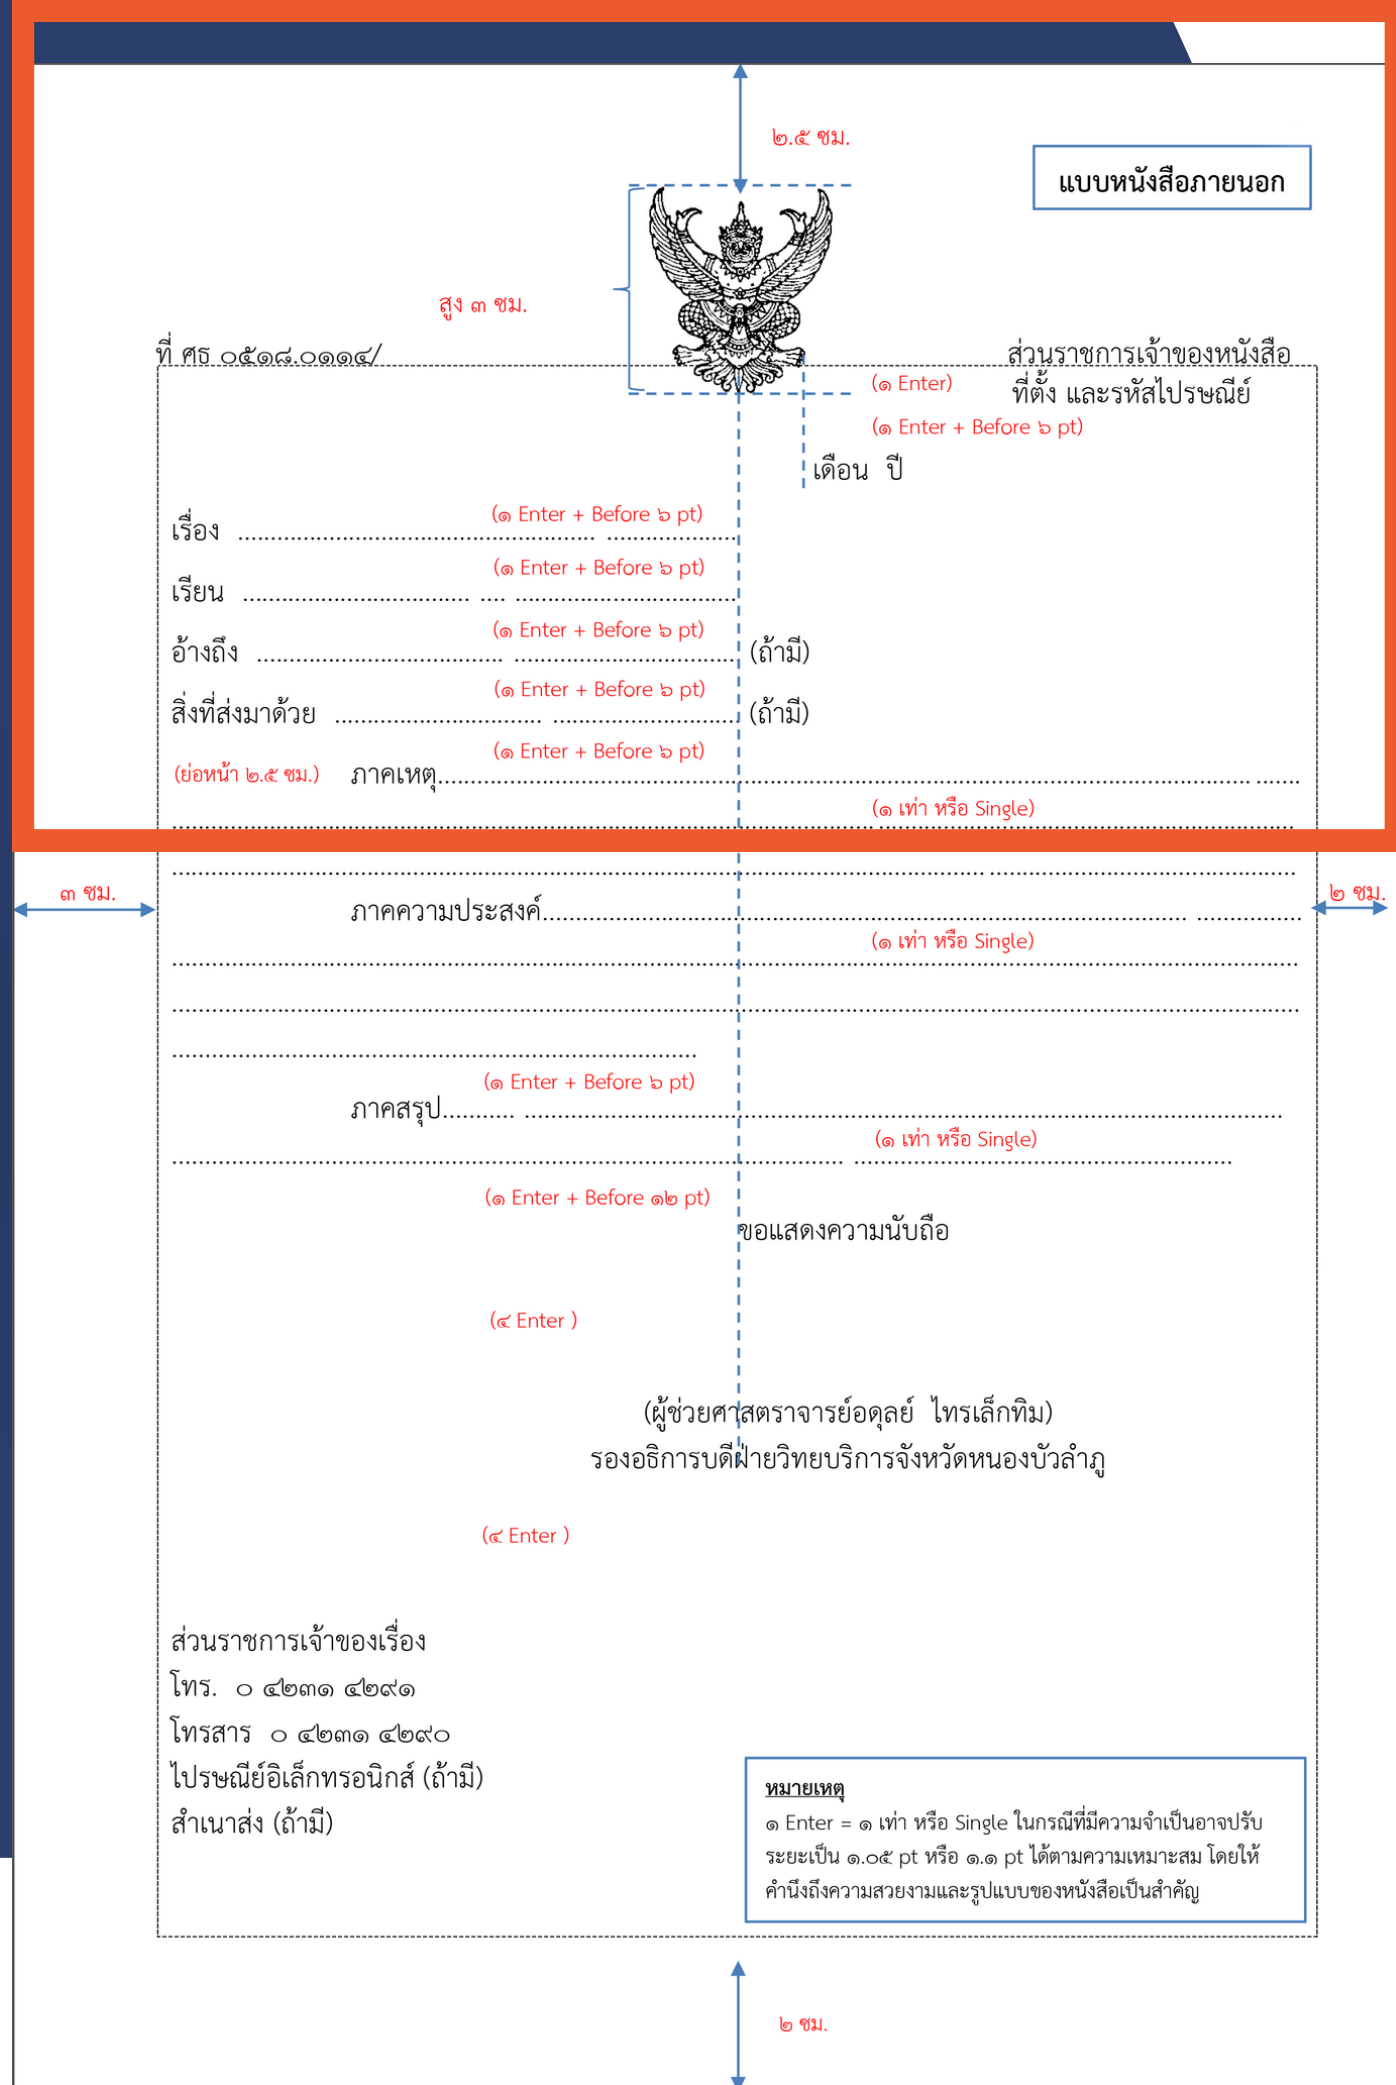 ๒.๕ ซม.
แบบหนังสือภายนอก
สูง ๓ ซม.
ที่ ศธ ๐๕๑๘.๐๑๑๔/
ส่วนราชการเจ้าของหนังสือ
(๑ Enter)
ที่ตั้ง และรหัสไปรษณีย์
(๑ Enter + Before ๖ pt)
เดือน ปี
(๑ Enter + Before ๖ pt)
เรื่อง ......................................................... .....................
(๑ Enter + Before ๖ pt)
เรียน .................................... .... ...................................
(๑ Enter + Before ๖ pt)
อ้างถึง ...................................... ................................... (ถ้ามี)
(๑ Enter + Before ๖ pt)
สิ่งที่ส่งมาด้วย ................................ ............................. (ถ้ามี)
(๑ Enter + Before ๖ pt)
(ย่อหน้า ๒.๕ ซม.) ภาคเหตุ.................................................................................................... .......
(๑ เท่า หรือ Single)
....................................................................................................
....................................................................................................
๓ ซม.
๒ ซม.
ภาคความประสงค์.................................................................................... ................
(๑ เท่า หรือ Single)
....................................................................................................
....................................................................................................
................................................................................
(๑ Enter + Before ๖ pt)
ภาคสรุป........... ....................................................................................
(๑ เท่า หรือ Single)
.................................................................................... ..........................................................
(๑ Enter + Before ๑๒ pt)
ขอแสดงความนับถือ
(๔ Enter )
(ผู้ช่วยศาสตราจารย์อดุลย์ ไทรเล็กทิม)
รองอธิการบดีฝ่ายวิทยบริการจังหวัดหนองบัวลำภู
(๔ Enter )
ส่วนราชการเจ้าของเรื่อง
โทร. ๐ ๔๒๓๑ ๔๒๙๑
โทรสาร ๐ ๔๒๓๑ ๔๒๙๐
ไปรษณีย์อิเล็กทรอนิกส์ (ถ้ามี)
สำเนาส่ง (ถ้ามี)
หมายเหตุ
๑ Enter = ๑ เท่า หรือ Single ในกรณีที่มีความจำเป็นอาจปรับ
ระยะเป็น ๑.๐๕ pt หรือ ๑.๑ pt ได้ตามความเหมาะสม โดยให้
คำนึงถึงความสวยงามและรูปแบบของหนังสือเป็นสำคัญ
๒ ซม.